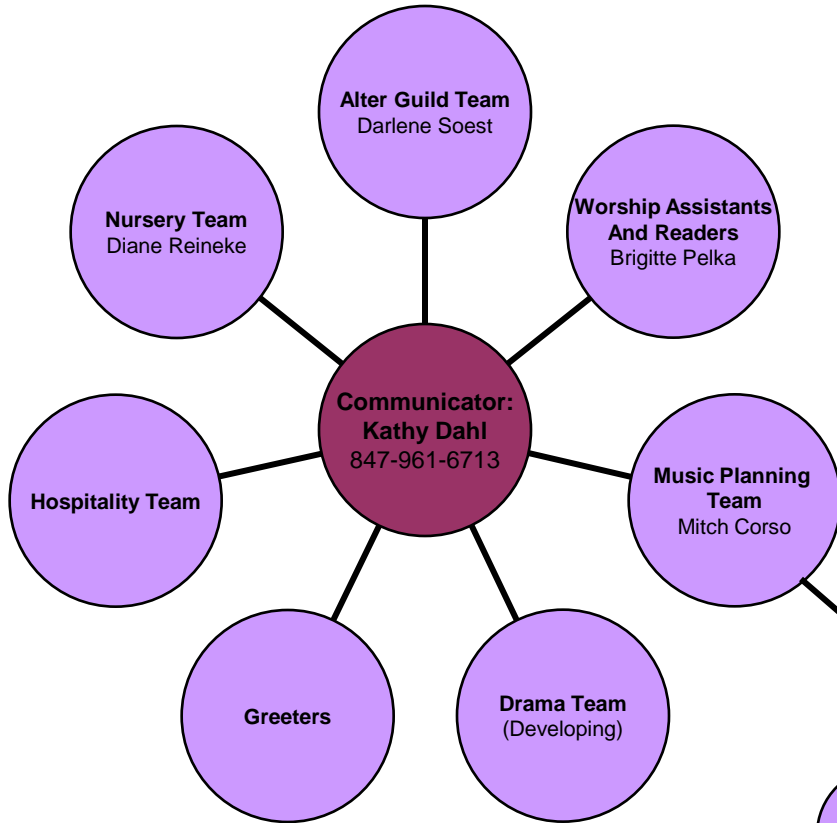 Alter Guild Team
Darlene Soest
Nursery Team
Diane Reineke
Worship Assistants
And Readers
Brigitte Pelka
Communicator:
Kathy Dahl
847-961-6713
Hospitality Team
Music Planning
Team
Mitch Corso
Greeters
Drama Team
(Developing)